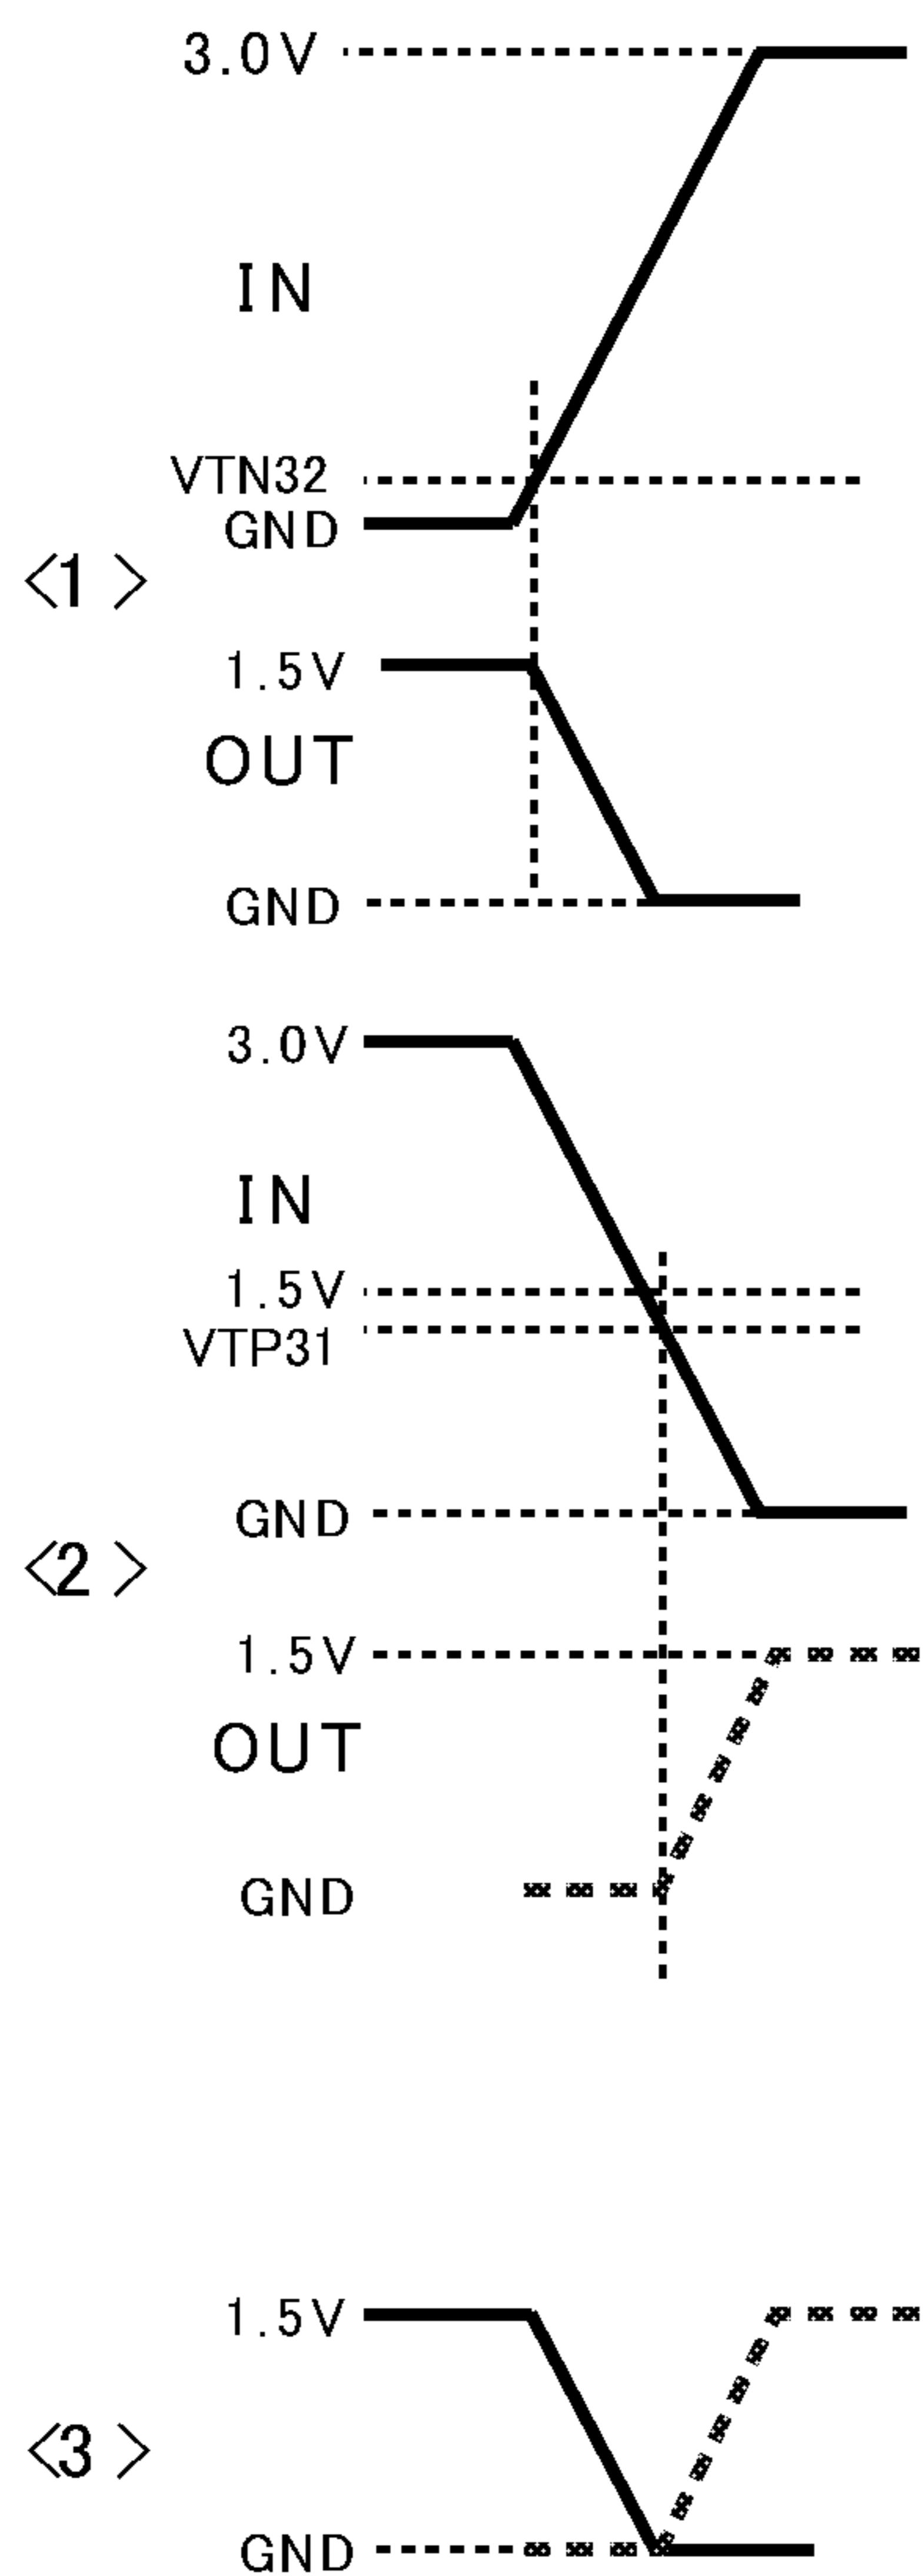 3.0V
IN
VTN32
GND
<1>
1.5V
OUT
GND
3.0V
IN
1.5V
VTP31
GND
<2>
1.5V
OUT
GND
1.5V
<3>
GND